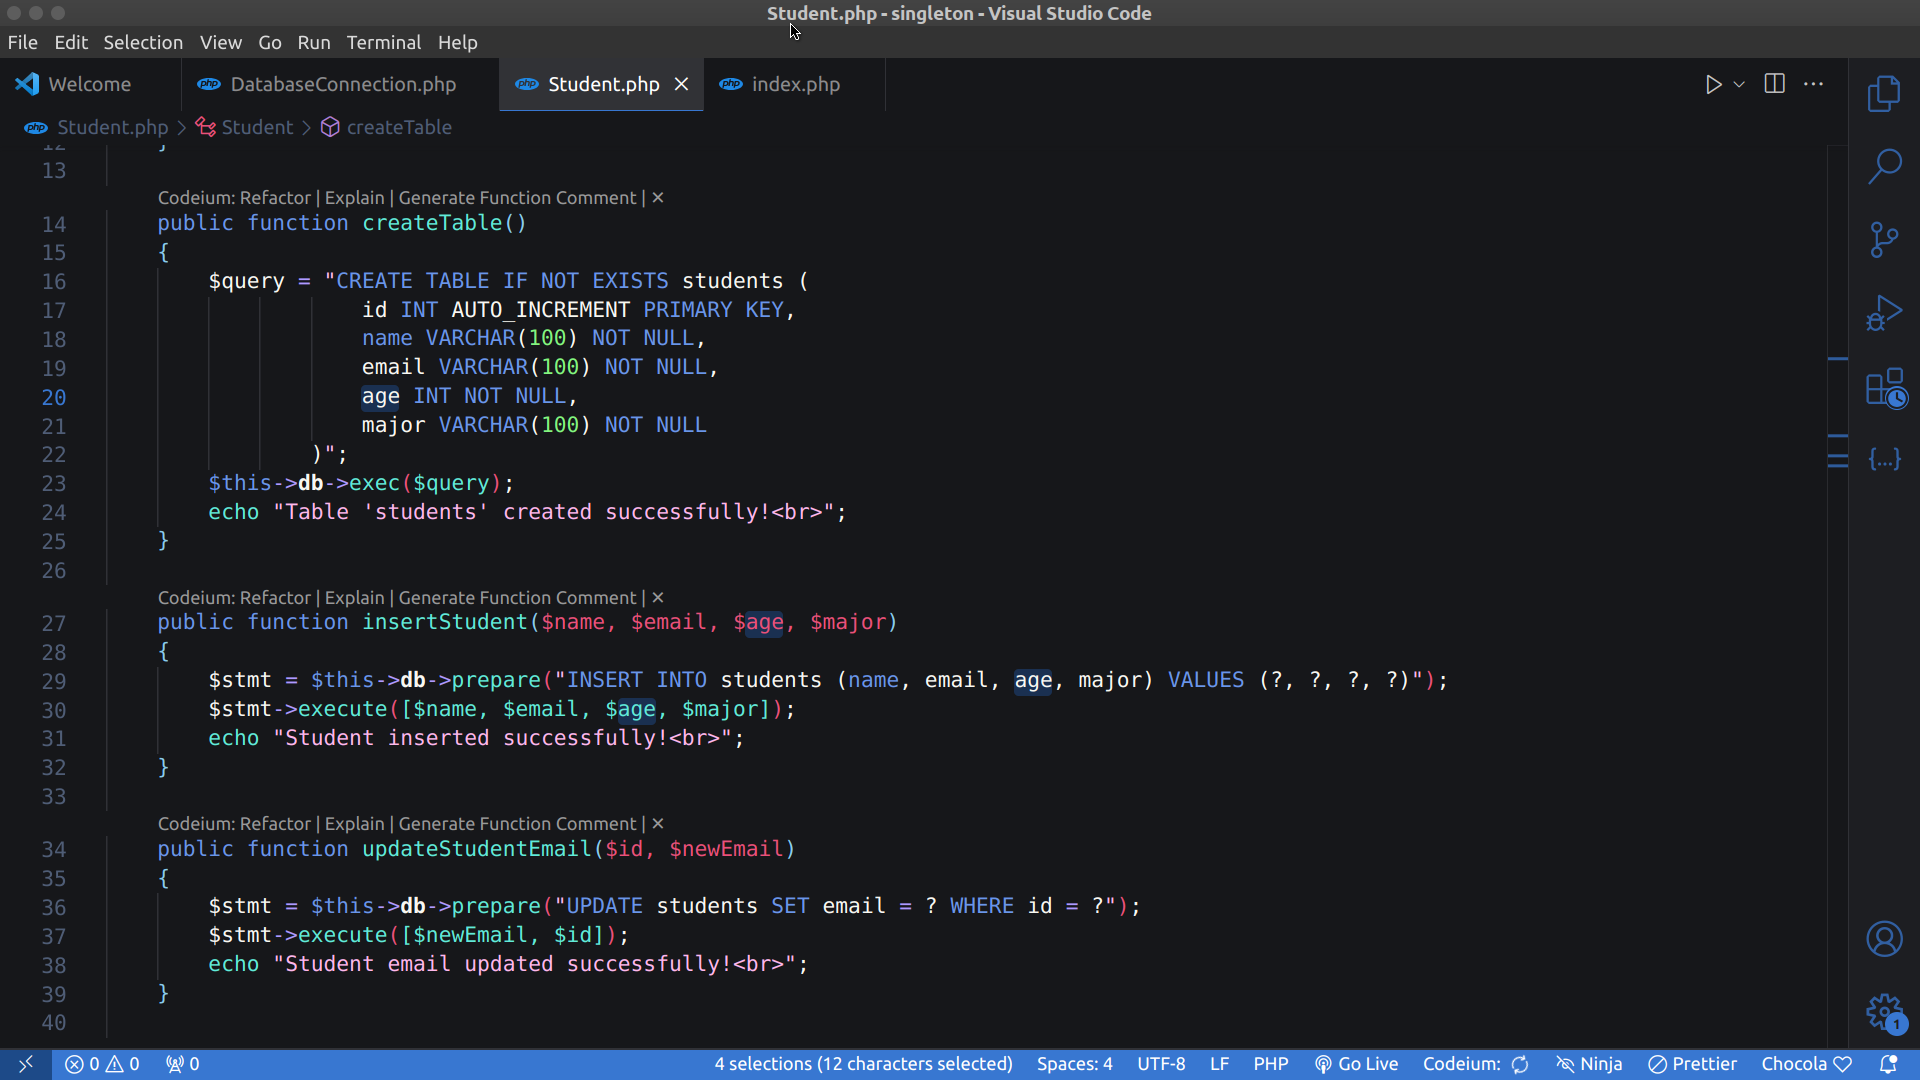 Student.php - singleton - Visual Studio Code
File Edit Selection View Go Run Terminal Help
Welcome
php DatabaseConnection.php
php Student.php ×
php index.php
php Student.php > Student > createTable
12 }
13
Codeium: Refactor | Explain | Generate Function Comment | ×
14 public function createTable()
15 {
16 $query = "CREATE TABLE IF NOT EXISTS students (
17 id INT AUTO_INCREMENT PRIMARY KEY,
18 name VARCHAR(100) NOT NULL,
19 email VARCHAR(100) NOT NULL,
20 age INT NOT NULL,
21 major VARCHAR(100) NOT NULL
22 )";
23 $this->db->exec($query);
24 echo "Table 'students' created successfully!<br>";
25 }
26
Codeium: Refactor | Explain | Generate Function Comment | ×
27 public function insertStudent($name, $email, $age, $major)
28 {
29 $stmt = $this->db->prepare("INSERT INTO students (name, email, age, major) VALUES (?, ?, ?, ?)");
30 $stmt->execute([$name, $email, $age, $major]);
31 echo "Student inserted successfully!<br>";
32 }
33
Codeium: Refactor | Explain | Generate Function Comment | ×
34 public function updateStudentEmail($id, $newEmail)
35 {
36 $stmt = $this->db->prepare("UPDATE students SET email = ? WHERE id = ?");
37 $stmt->execute([$newEmail, $id]);
38 echo "Student email updated successfully!<br>";
39 }
40
{...}
1
0 0 0 4 selections (12 characters selected) Spaces: 4 UTF-8 LF PHP Go Live Codeium: Ninja Prettier Chocola